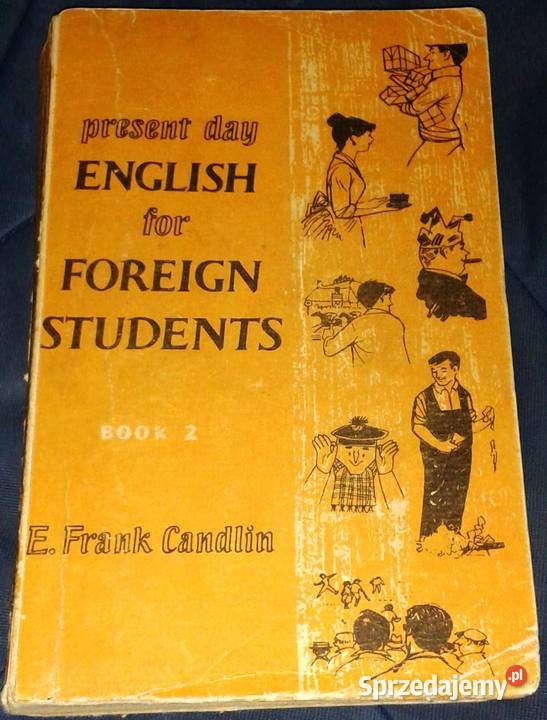 present day
ENGLISH
for
FOREIGN
STUDENTS
BOOK 2
E. Frank Candlin
Sprzedajemy.pl